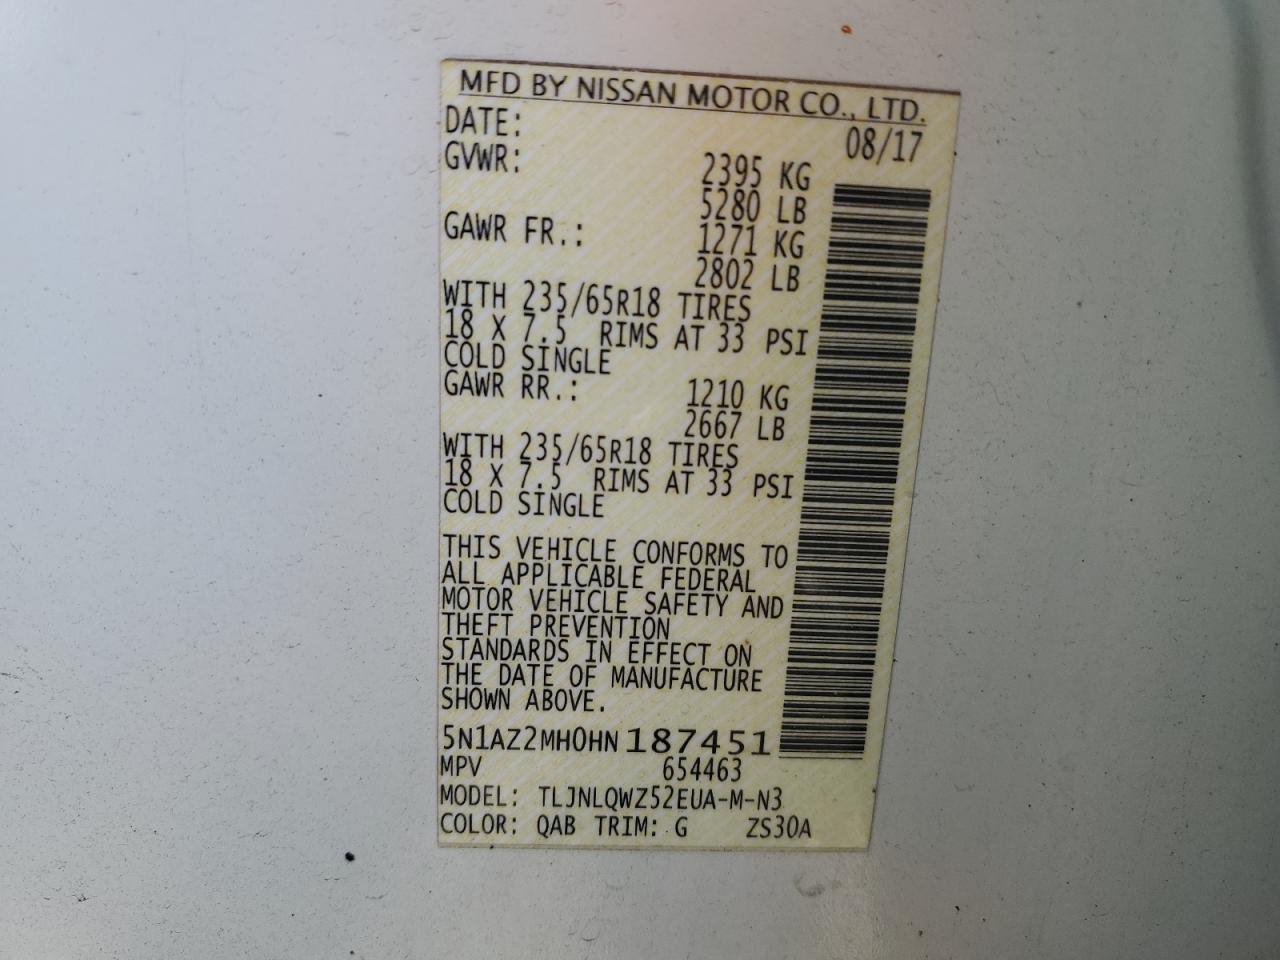 MFD BY NISSAN MOTOR CO., LTD.
DATE: 08/17
GVWR: 2395 KG
5280 LB
GAWR FR.: 1271 KG
2802 LB
WITH 235/65R18 TIRES
18 X 7.5 RIMS AT 33 PSI
COLD SINGLE
GAWR RR.: 1210 KG
2667 LB
WITH 235/65R18 TIRES
18 X 7.5 RIMS AT 33 PSI
COLD SINGLE
THIS VEHICLE CONFORMS TO
ALL APPLICABLE FEDERAL
MOTOR VEHICLE SAFETY AND
THEFT PREVENTION
STANDARDS IN EFFECT ON
THE DATE OF MANUFACTURE
SHOWN ABOVE.
5N1AZ2MH0HN187451
MPV 654463
MODEL: TLJNLQWZ52EUA-M-N3
COLOR: QAB TRIM: G ZS30A